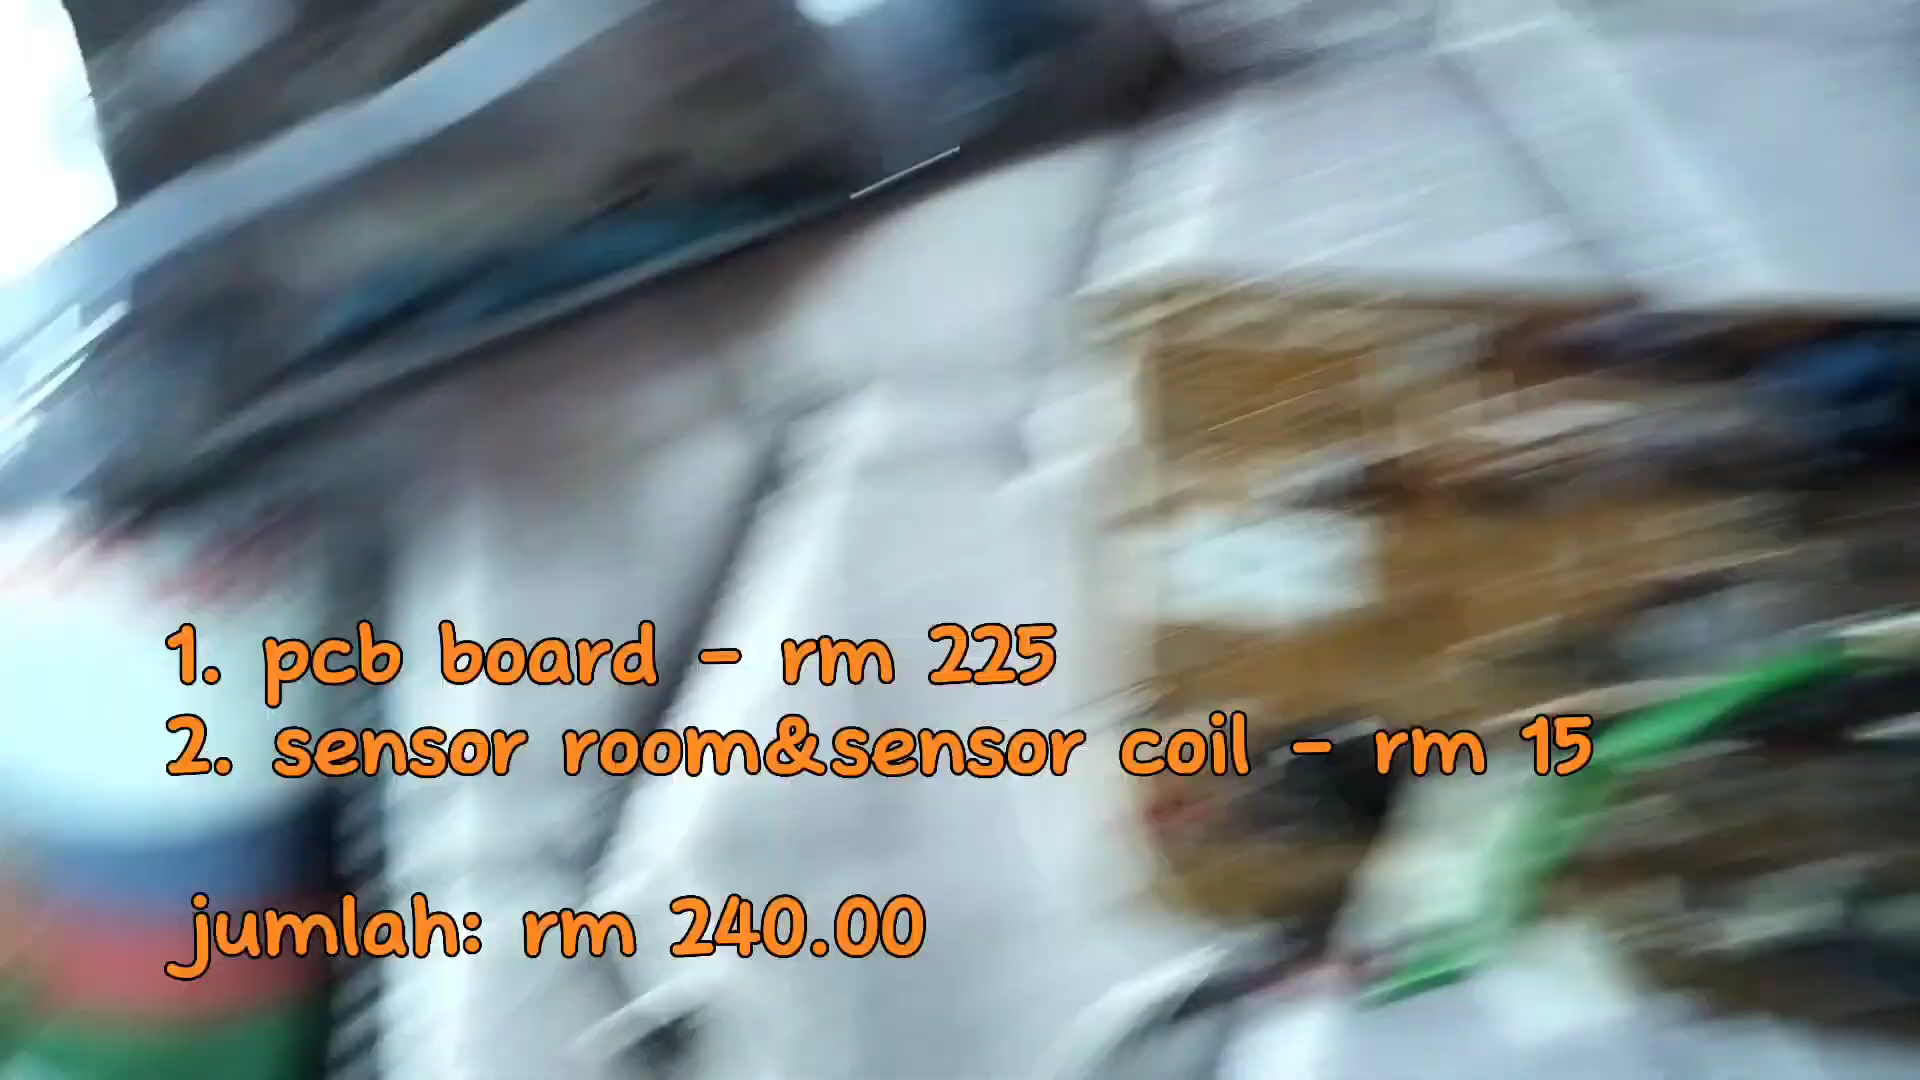 1. pcb board - rm 225
2. sensor room&sensor coil - rm 15
jumlah: rm 240.00